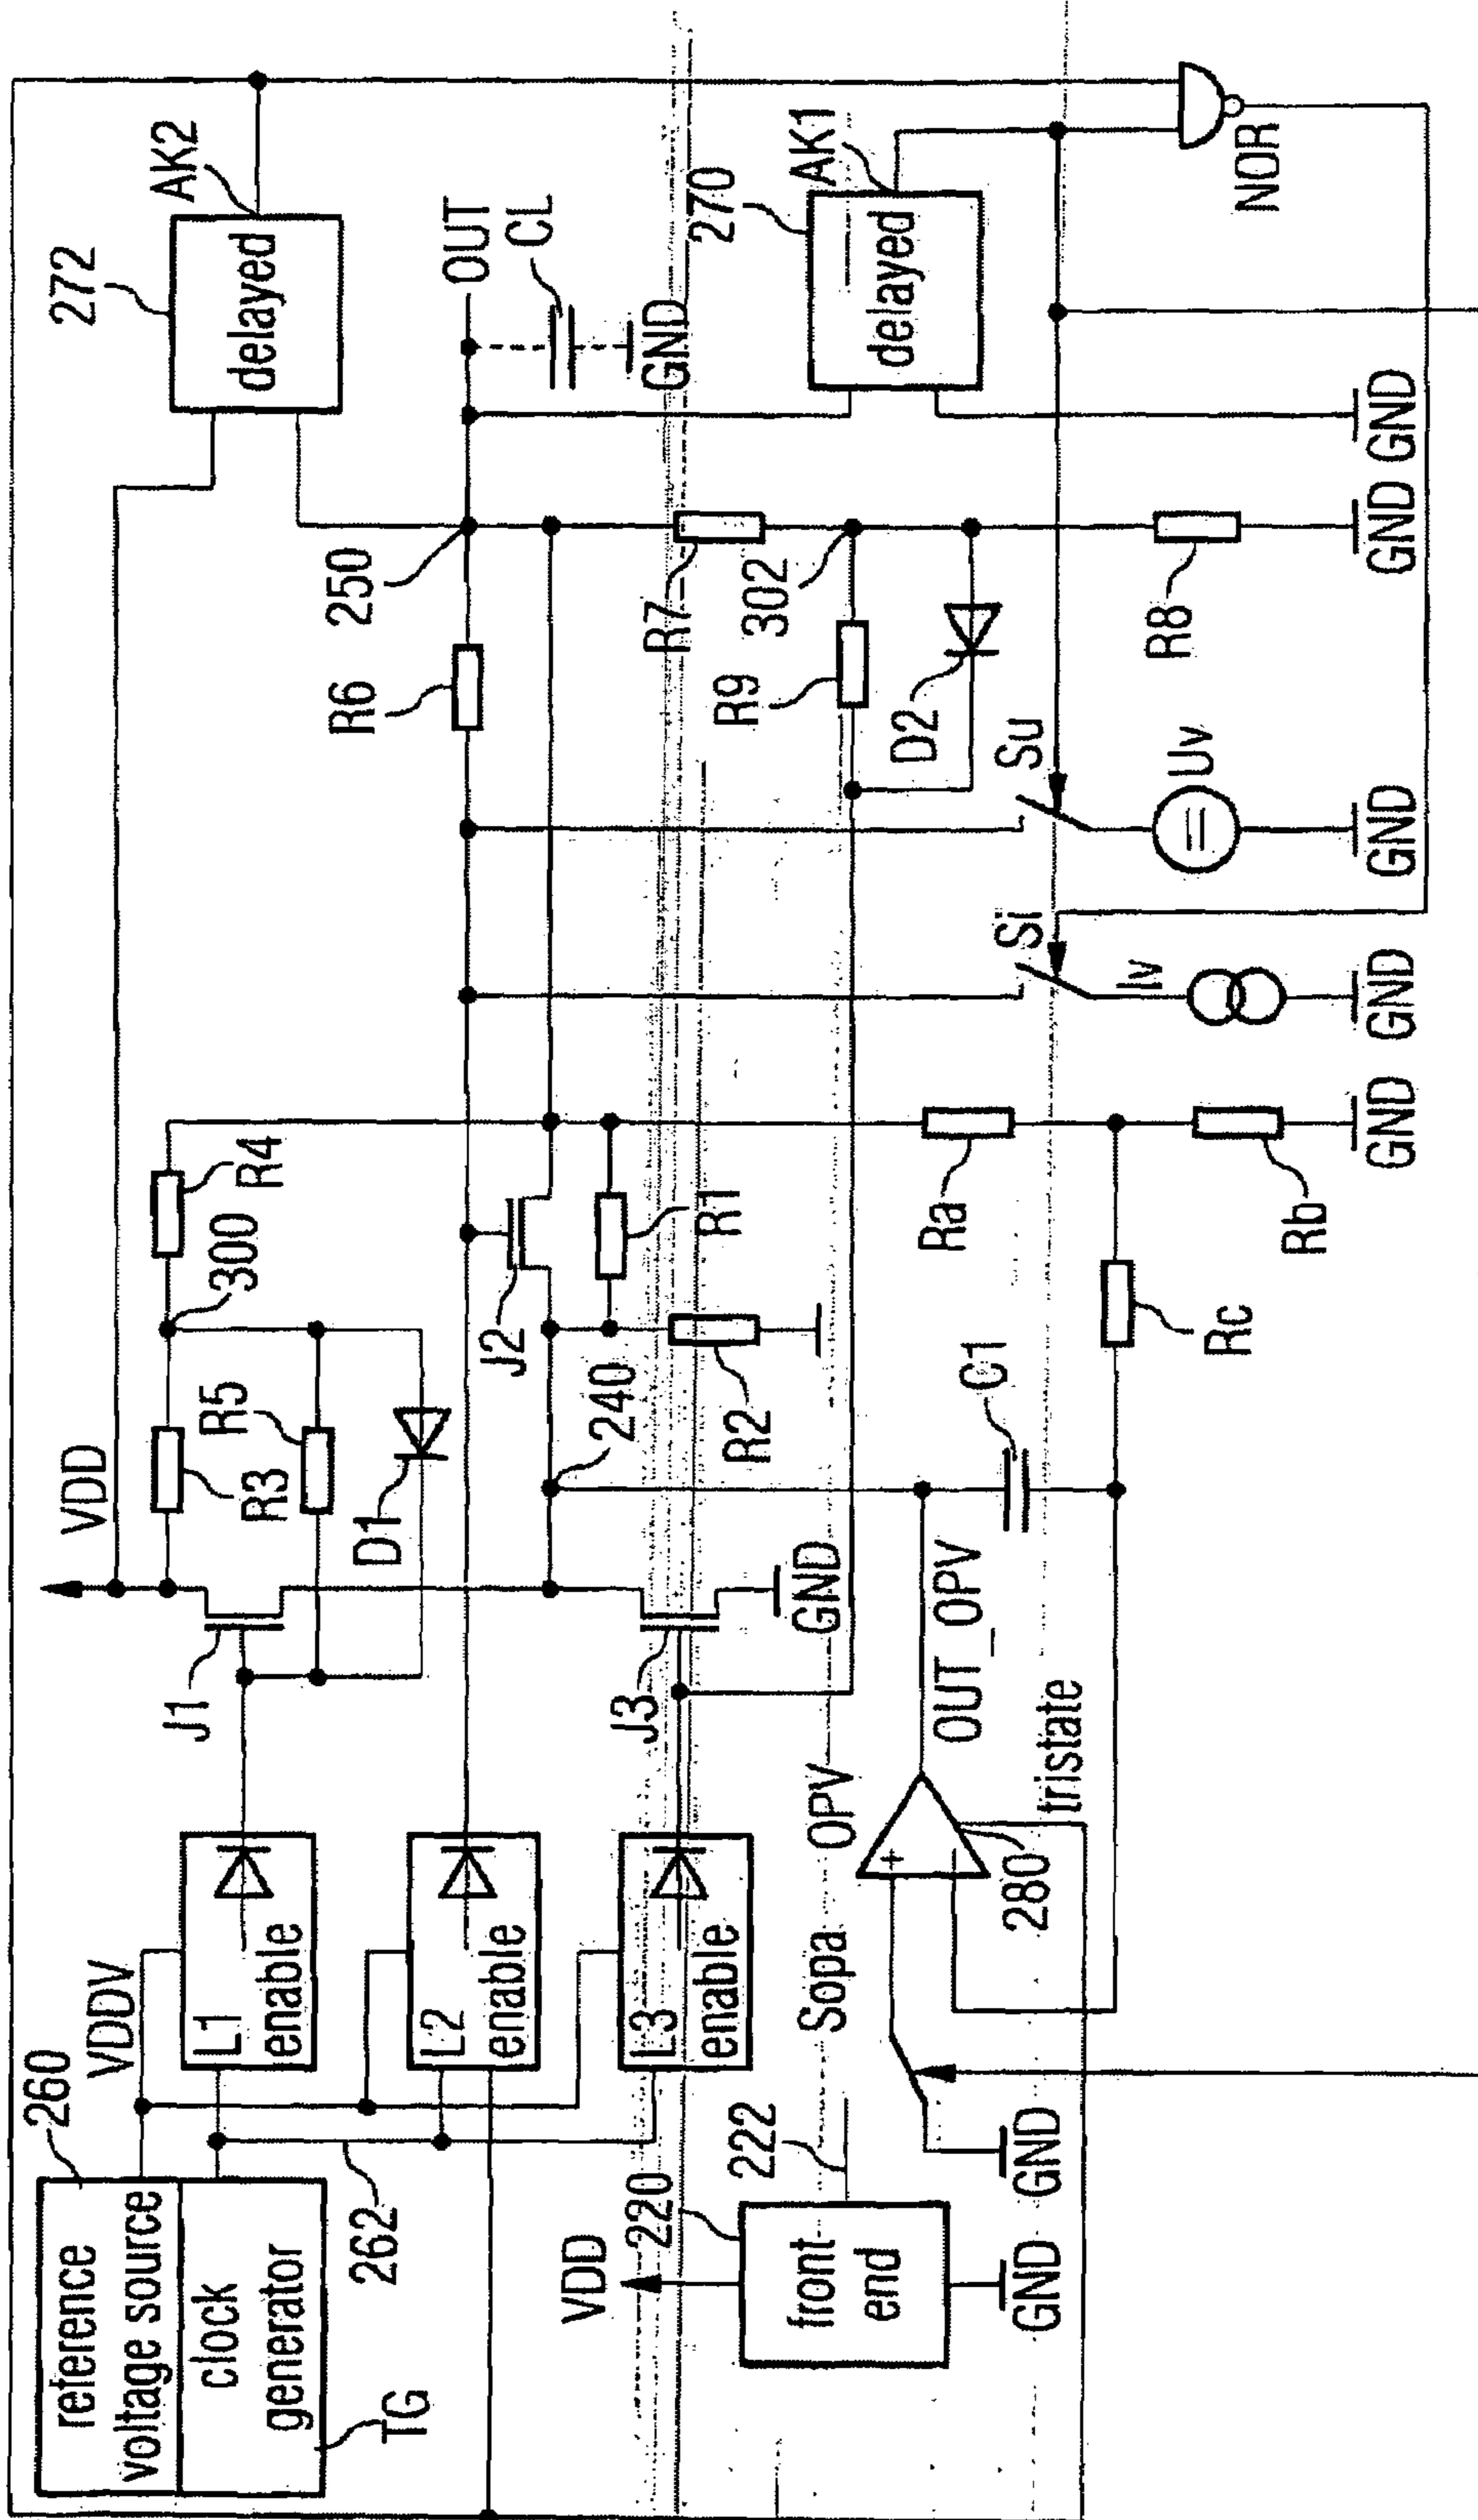 272
delayed
AK2
OUT
CL
GND
270
delayed
AK1
NOR
250
R6
R7
302
R9
D2
R8
GND
GND
Su
Uv
GND
Si
Iv
GND
R4
300
VDD
R3
R5
D1
J1
J2
R1
R2
240
J3
GND
Ra
Rb
GND
Rc
C1
OUT_OPV
OPV
+
−
280
tristate
Sopa
260
reference
voltage source
clock
generator
TG
262
VDDV
L1
enable
L2
enable
L3
enable
VDD
220
222
front
end
GND
GND